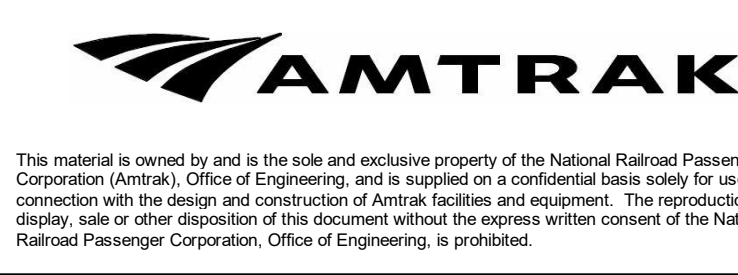 AMTRAK
This material is owned by and is the sole and exclusive property of the National Railroad Passen
Corporation (Amtrak), Office of Engineering, and is supplied on a confidential basis solely for us
connection with the design and construction of Amtrak facilities and equipment.  The reproducti
display, sale or other disposition of this document without the express written consent of the Nat
Railroad Passenger Corporation, Office of Engineering, is prohibited.